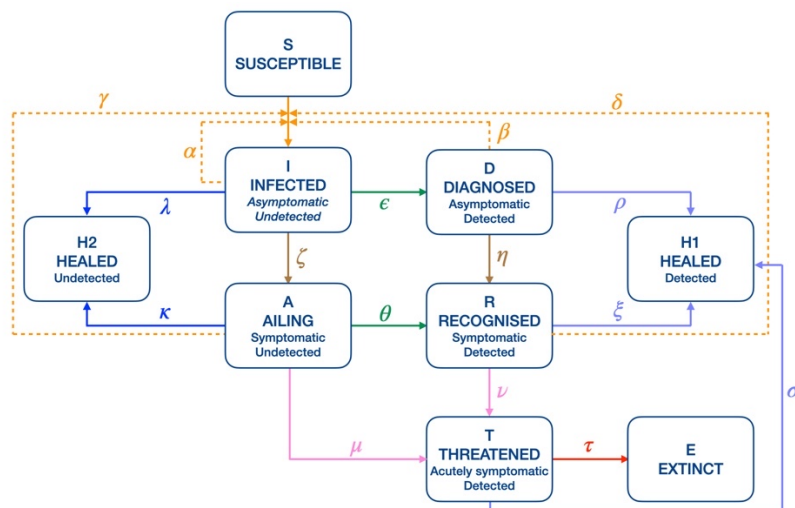 S
SUSCEPTIBLE
γ
δ
α
β
I
INFECTED
Asymptomatic
Undetected
D
DIAGNOSED
Asymptomatic
Detected
λ
ϵ
ρ
H2
HEALED
Undetected
H1
HEALED
Detected
ζ
η
A
AILING
Symptomatic
Undetected
R
RECOGNISED
Symptomatic
Detected
κ
θ
ξ
ν
σ
μ
T
THREATENED
Acutely symptomatic
Detected
τ
E
EXTINCT